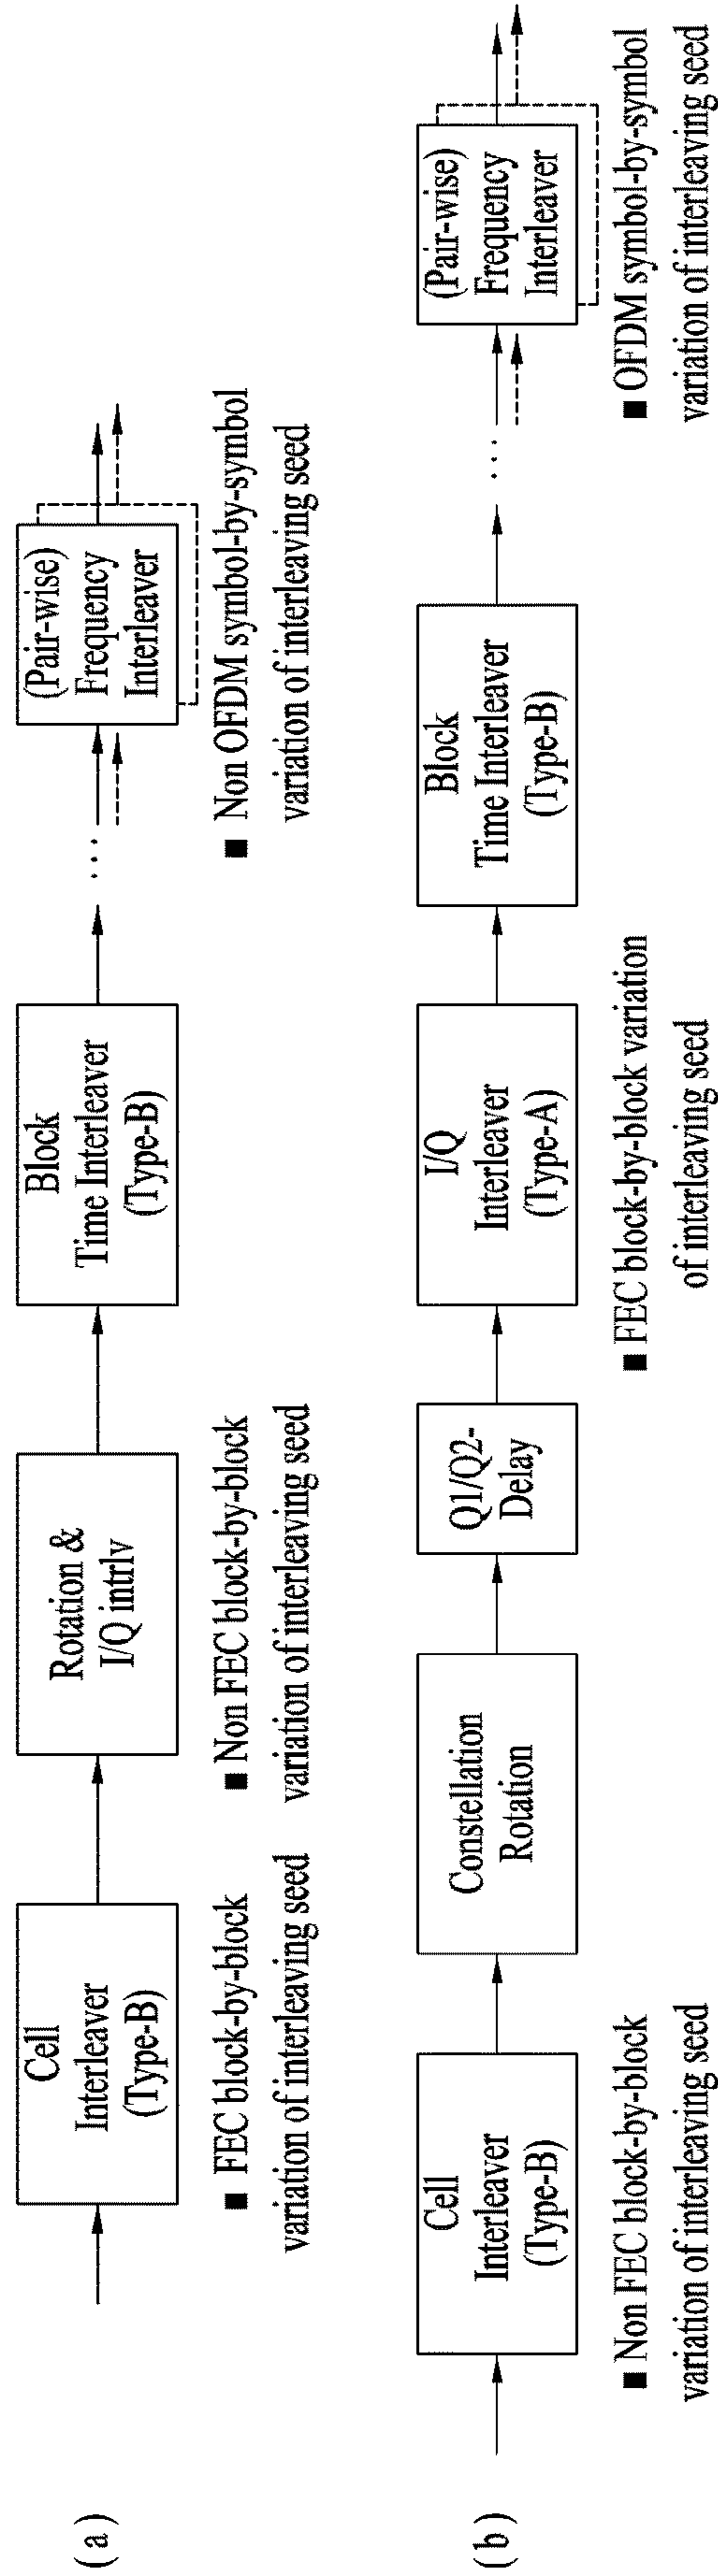 (a)
Cell
Interleaver
(Type-B)
■ FEC block-by-block
variation of interleaving seed
Rotation &
I/Q intrlv
■ Non FEC block-by-block
variation of interleaving seed
Block
Time Interleaver
(Type-B)
...
(Pair-wise)
Frequency
Interleaver
■ Non OFDM symbol-by-symbol
variation of interleaving seed
(b)
Cell
Interleaver
(Type-B)
■ Non FEC block-by-block
variation of interleaving seed
Constellation
Rotation
Q1/Q2-
Delay
I/Q
Interleaver
(Type-A)
■ FEC block-by-block variation
of interleaving seed
Block
Time Interleaver
(Type-B)
...
(Pair-wise)
Frequency
Interleaver
■ OFDM symbol-by-symbol
variation of interleaving seed